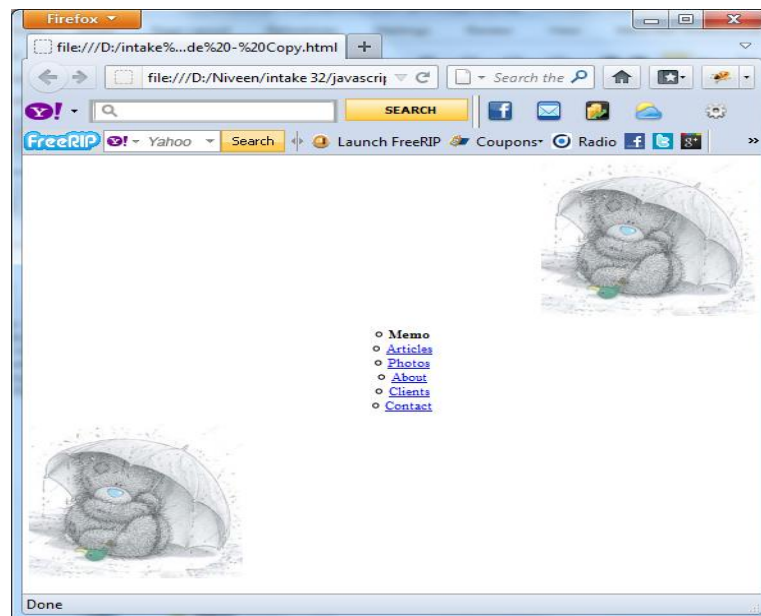 Firefox
file:///D:/intake%...de%20-%20Copy.html
file:///D:/Niveen/intake 32/javascrip
Search the
Y! SEARCH
FreeRIP Y! Yahoo Search Launch FreeRIP Coupons Radio »
Memo
Articles
Photos
About
Clients
Contact
Done